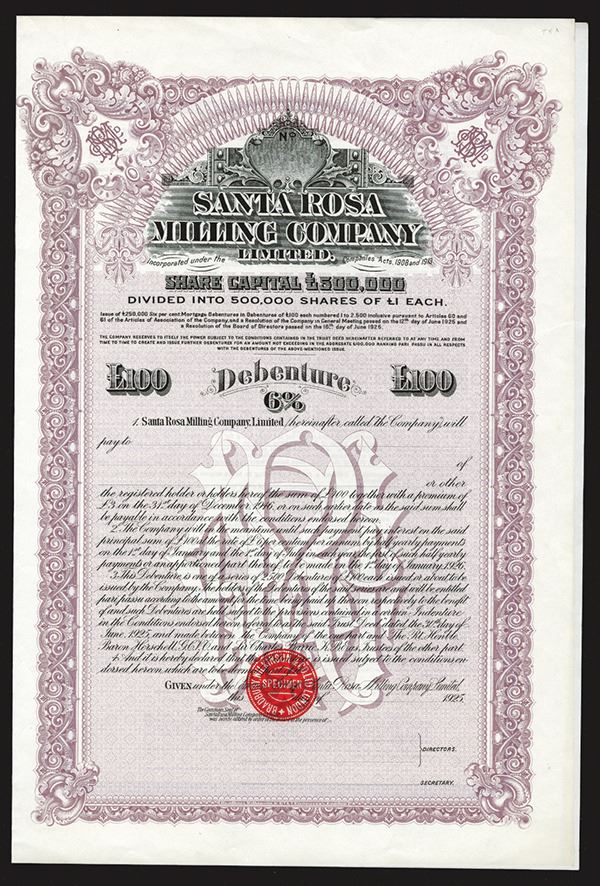 No
SANTA ROSA
MILLING COMPANY
LIMITED.
Incorporated under the Companies' Acts, 1908 and 1913.
SHARE CAPITAL £500,000
DIVIDED INTO 500,000 SHARES OF £1 EACH.
Issue of £250,000 Six per cent. Mortgage Debentures in Debentures of £100 each numbered 1 to 2,500 inclusive pursuant to Articles 60 and
61 of the Articles of Association of the Company, and a Resolution of the Company in General Meeting passed on the 12th day of June 1925 and
a Resolution of the Board of Directors passed on the 16th day of June 1925.
THE COMPANY RESERVES TO ITSELF THE POWER SUBJECT TO THE CONDITIONS CONTAINED IN THE TRUST DEED HEREINAFTER REFERRED TO AT ANY TIME AND FROM
TIME TO TIME TO CREATE AND ISSUE FURTHER DEBENTURES FOR AN AMOUNT NOT EXCEEDING IN THE AGGREGATE £100,000 RANKING PARI PASSU IN ALL RESPECTS
WITH THE DEBENTURES OF THE ABOVE-MENTIONED ISSUE.
£100 Debenture £100
6%
1. Santa Rosa Milling Company, Limited, (hereinafter called "the Company") will
pay to
of
or other
the registered holder or holders hereof the sum of £100 together with a premium of
£3 on the 31st day of December, 1946, or on such earlier date as the said sum shall
be payable in accordance with the conditions endorsed hereon.
2. The Company will in the meantime until such payment pay interest on the said
principal sum of £100 at the rate of £6 per centum per annum by half yearly payments
on the 1st day of January and the 1st day of July in each year the first of such half yearly
payments or an apportioned part thereof to be made on the 1st day of January, 1926.
3. This Debenture is one of a series of 2500 Debentures of £100 each issued or about to be
issued by the Company. The holders of the Debentures of the said series are and will be entitled
pari passu according to the amount for the time being paid up thereon respectively to the benefit
of and such Debentures are held subject to the provisions contained in a certain Indenture
(in the Conditions endorsed hereon referred to as the said Trust Deed) dated the 30th day of
June, 1925, and made between the Company of the one part and The Rt. Honble.
Baron Herschell, G.C.V.O. and Sir Charles K.B.E. as Trustees of the other part.
4. And it is hereby declared that the Debenture is issued subject to the conditions en-
dorsed hereon, which are to be deemed part of it.
GIVEN under the Santa Rosa Milling Company, Limited,
this 1925
The Common Seal of
Santa Rosa Milling Company
was hereto affixed by order of the Board in the presence of:—
BRADBURY, WILKINSON & Co LTD LONDON
SPECIMEN
DIRECTORS.
SECRETARY.